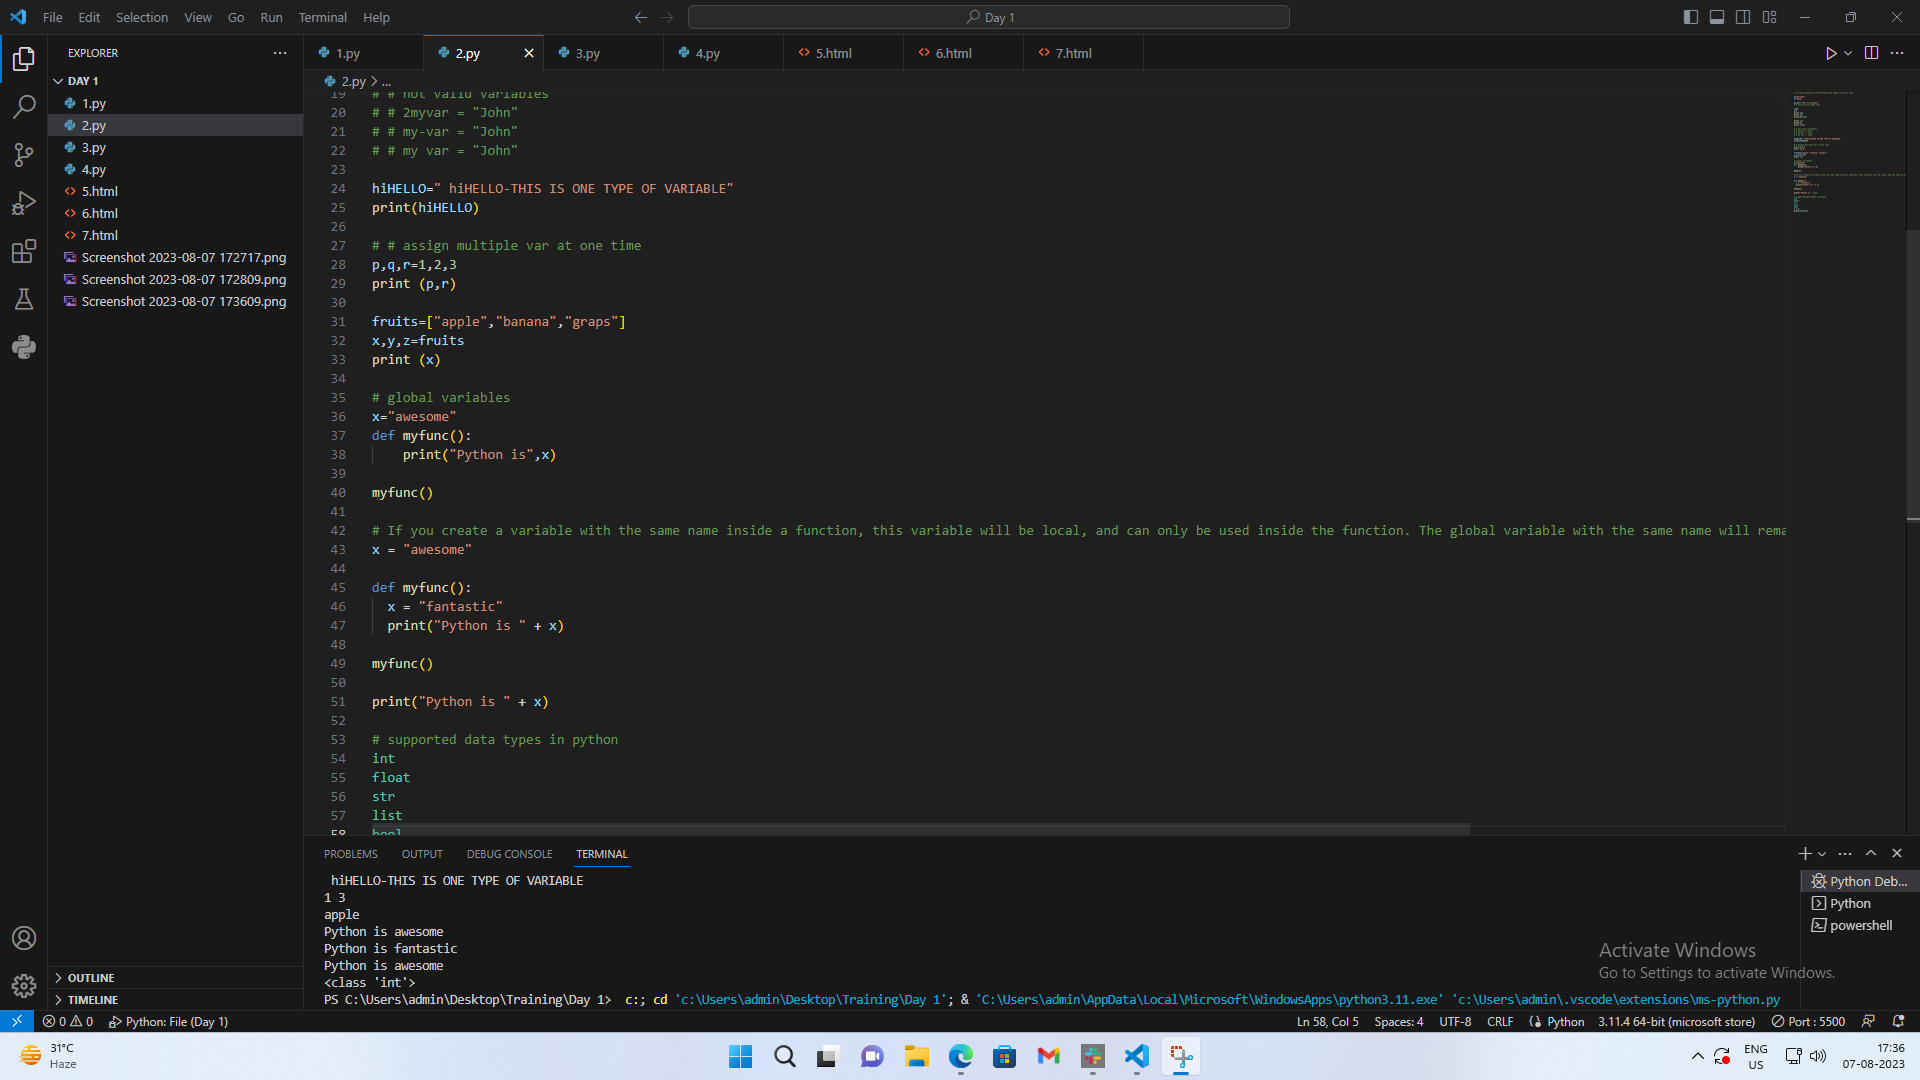 File Edit Selection View Go Run Terminal Help
Day 1
EXPLORER
DAY 1
1.py
2.py
3.py
4.py
5.html
6.html
7.html
Screenshot 2023-08-07 172717.png
Screenshot 2023-08-07 172809.png
Screenshot 2023-08-07 173609.png
OUTLINE
TIMELINE
1.py 2.py 3.py 4.py 5.html 6.html 7.html
2.py > ...
19 # # not valid variables
20 # # 2myvar = "John"
21 # # my-var = "John"
22 # # my var = "John"
23
24 hiHELLO=" hiHELLO-THIS IS ONE TYPE OF VARIABLE"
25 print(hiHELLO)
26
27 # # assign multiple var at one time
28 p,q,r=1,2,3
29 print (p,r)
30
31 fruits=["apple","banana","graps"]
32 x,y,z=fruits
33 print (x)
34
35 # global variables
36 x="awesome"
37 def myfunc():
38     print("Python is",x)
39
40 myfunc()
41
42 # If you create a variable with the same name inside a function, this variable will be local, and can only be used inside the function. The global variable with the same name will rema
43 x = "awesome"
44
45 def myfunc():
46   x = "fantastic"
47   print("Python is " + x)
48
49 myfunc()
50
51 print("Python is " + x)
52
53 # supported data types in python
54 int
55 float
56 str
57 list
58 bool
PROBLEMS OUTPUT DEBUG CONSOLE TERMINAL
hiHELLO-THIS IS ONE TYPE OF VARIABLE
1 3
apple
Python is awesome
Python is fantastic
Python is awesome
<class 'int'>
PS C:\Users\admin\Desktop\Training\Day 1>  c:; cd 'c:\Users\admin\Desktop\Training\Day 1'; & 'C:\Users\admin\AppData\Local\Microsoft\WindowsApps\python3.11.exe' 'c:\Users\admin\.vscode\extensions\ms-python.py
Python Deb...
Python
powershell
Activate Windows
Go to Settings to activate Windows.
0 0 Python: File (Day 1)
Ln 58, Col 5 Spaces: 4 UTF-8 CRLF Python 3.11.4 64-bit (microsoft store) Port : 5500
31°C
Haze
ENG
US
17:36
07-08-2023